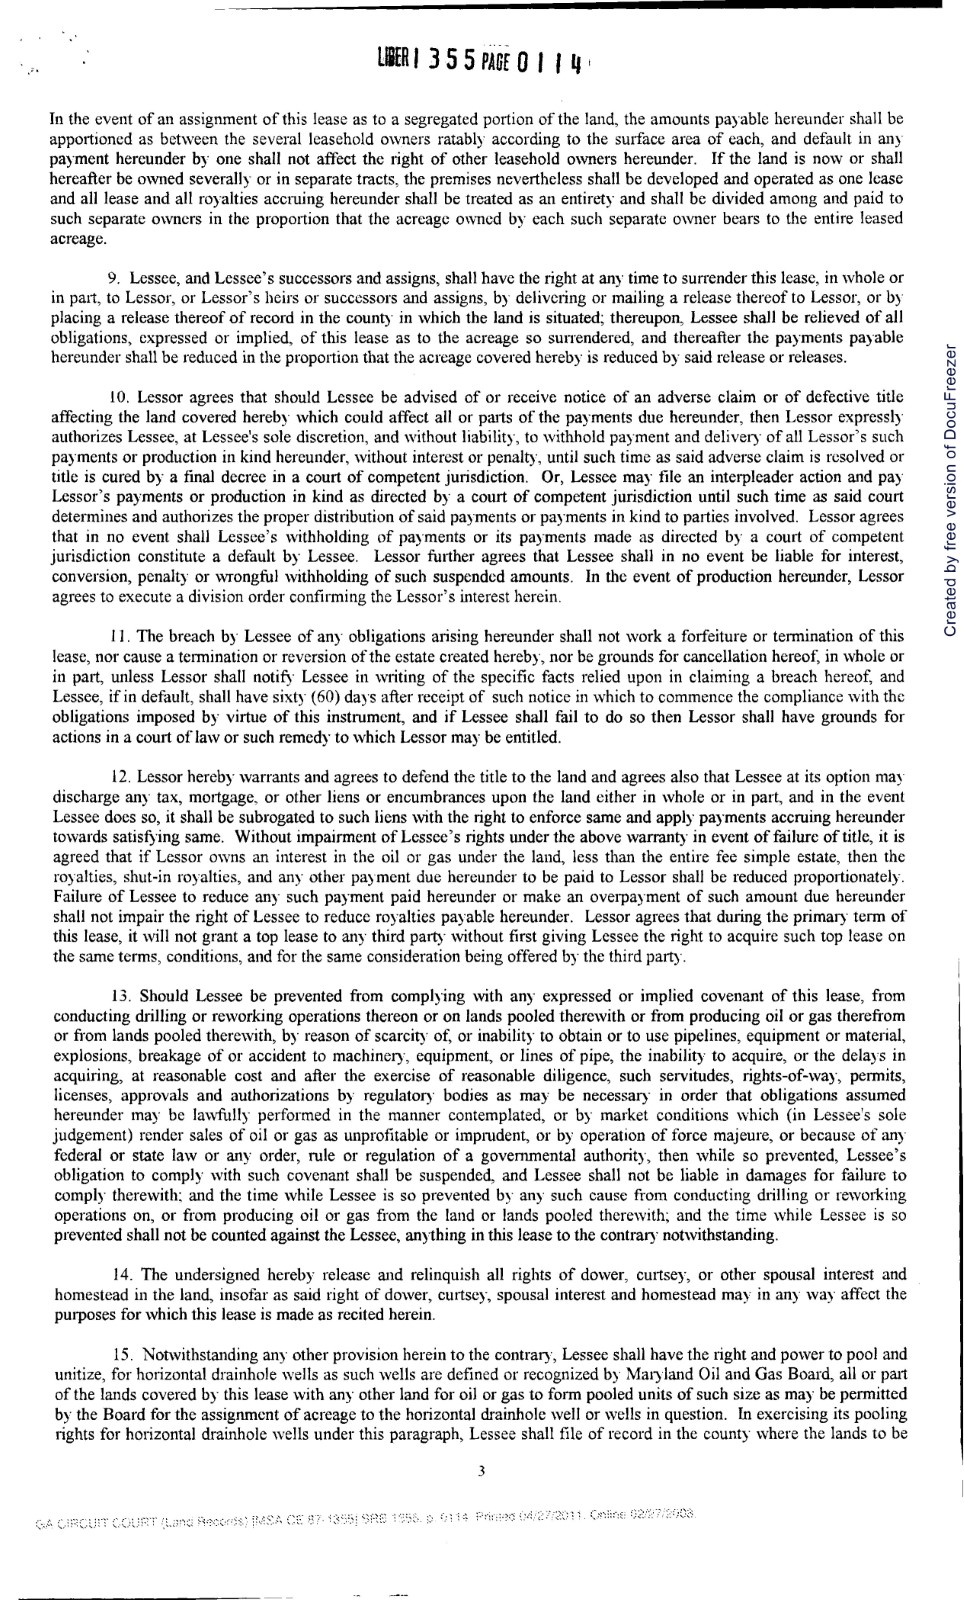 LIBER 1355 PAGE 0114
In the event of an assignment of this lease as to a segregated portion of the land, the amounts payable hereunder shall be
apportioned as between the several leasehold owners ratably according to the surface area of each, and default in any
payment hereunder by one shall not affect the right of other leasehold owners hereunder. If the land is now or shall
hereafter be owned severally or in separate tracts, the premises nevertheless shall be developed and operated as one lease
and all lease and all royalties accruing hereunder shall be treated as an entirety and shall be divided among and paid to
such separate owners in the proportion that the acreage owned by each such separate owner bears to the entire leased
acreage.
9. Lessee, and Lessee's successors and assigns, shall have the right at any time to surrender this lease, in whole or
in part, to Lessor, or Lessor's heirs or successors and assigns, by delivering or mailing a release thereof to Lessor, or by
placing a release thereof of record in the county in which the land is situated; thereupon, Lessee shall be relieved of all
obligations, expressed or implied, of this lease as to the acreage so surrendered, and thereafter the payments payable
hereunder shall be reduced in the proportion that the acreage covered hereby is reduced by said release or releases.
10. Lessor agrees that should Lessee be advised of or receive notice of an adverse claim or of defective title
affecting the land covered hereby which could affect all or parts of the payments due hereunder, then Lessor expressly
authorizes Lessee, at Lessee's sole discretion, and without liability, to withhold payment and delivery of all Lessor's such
payments or production in kind hereunder, without interest or penalty, until such time as said adverse claim is resolved or
title is cured by a final decree in a court of competent jurisdiction. Or, Lessee may file an interpleader action and pay
Lessor's payments or production in kind as directed by a court of competent jurisdiction until such time as said court
determines and authorizes the proper distribution of said payments or payments in kind to parties involved. Lessor agrees
that in no event shall Lessee's withholding of payments or its payments made as directed by a court of competent
jurisdiction constitute a default by Lessee. Lessor further agrees that Lessee shall in no event be liable for interest,
conversion, penalty or wrongful withholding of such suspended amounts. In the event of production hereunder, Lessor
agrees to execute a division order confirming the Lessor's interest herein.
11. The breach by Lessee of any obligations arising hereunder shall not work a forfeiture or termination of this
lease, nor cause a termination or reversion of the estate created hereby, nor be grounds for cancellation hereof, in whole or
in part, unless Lessor shall notify Lessee in writing of the specific facts relied upon in claiming a breach hereof, and
Lessee, if in default, shall have sixty (60) days after receipt of such notice in which to commence the compliance with the
obligations imposed by virtue of this instrument, and if Lessee shall fail to do so then Lessor shall have grounds for
actions in a court of law or such remedy to which Lessor may be entitled.
12. Lessor hereby warrants and agrees to defend the title to the land and agrees also that Lessee at its option may
discharge any tax, mortgage, or other liens or encumbrances upon the land either in whole or in part, and in the event
Lessee does so, it shall be subrogated to such liens with the right to enforce same and apply payments accruing hereunder
towards satisfying same. Without impairment of Lessee's rights under the above warranty in event of failure of title, it is
agreed that if Lessor owns an interest in the oil or gas under the land, less than the entire fee simple estate, then the
royalties, shut-in royalties, and any other payment due hereunder to be paid to Lessor shall be reduced proportionately.
Failure of Lessee to reduce any such payment paid hereunder or make an overpayment of such amount due hereunder
shall not impair the right of Lessee to reduce royalties payable hereunder. Lessor agrees that during the primary term of
this lease, it will not grant a top lease to any third party without first giving Lessee the right to acquire such top lease on
the same terms, conditions, and for the same consideration being offered by the third party.
13. Should Lessee be prevented from complying with any expressed or implied covenant of this lease, from
conducting drilling or reworking operations thereon or on lands pooled therewith or from producing oil or gas therefrom
or from lands pooled therewith, by reason of scarcity of, or inability to obtain or to use pipelines, equipment or material,
explosions, breakage of or accident to machinery, equipment, or lines of pipe, the inability to acquire, or the delays in
acquiring, at reasonable cost and after the exercise of reasonable diligence, such servitudes, rights-of-way, permits,
licenses, approvals and authorizations by regulatory bodies as may be necessary in order that obligations assumed
hereunder may be lawfully performed in the manner contemplated, or by market conditions which (in Lessee's sole
judgement) render sales of oil or gas as unprofitable or imprudent, or by operation of force majeure, or because of any
federal or state law or any order, rule or regulation of a governmental authority, then while so prevented, Lessee's
obligation to comply with such covenant shall be suspended, and Lessee shall not be liable in damages for failure to
comply therewith; and the time while Lessee is so prevented by any such cause from conducting drilling or reworking
operations on, or from producing oil or gas from the land or lands pooled therewith; and the time while Lessee is so
prevented shall not be counted against the Lessee, anything in this lease to the contrary notwithstanding.
14. The undersigned hereby release and relinquish all rights of dower, curtsey, or other spousal interest and
homestead in the land, insofar as said right of dower, curtsey, spousal interest and homestead may in any way affect the
purposes for which this lease is made as recited herein.
15. Notwithstanding any other provision herein to the contrary, Lessee shall have the right and power to pool and
unitize, for horizontal drainhole wells as such wells are defined or recognized by Maryland Oil and Gas Board, all or part
of the lands covered by this lease with any other land for oil or gas to form pooled units of such size as may be permitted
by the Board for the assignment of acreage to the horizontal drainhole well or wells in question. In exercising its pooling
rights for horizontal drainhole wells under this paragraph, Lessee shall file of record in the county where the lands to be
3
GA CIRCUIT COURT (Land Records) [MSA CE 87-1355] SRE 1355, p. 0114. Printed 04/27/2011. Online 02/27/2008.
Created by free version of DocuFreezer